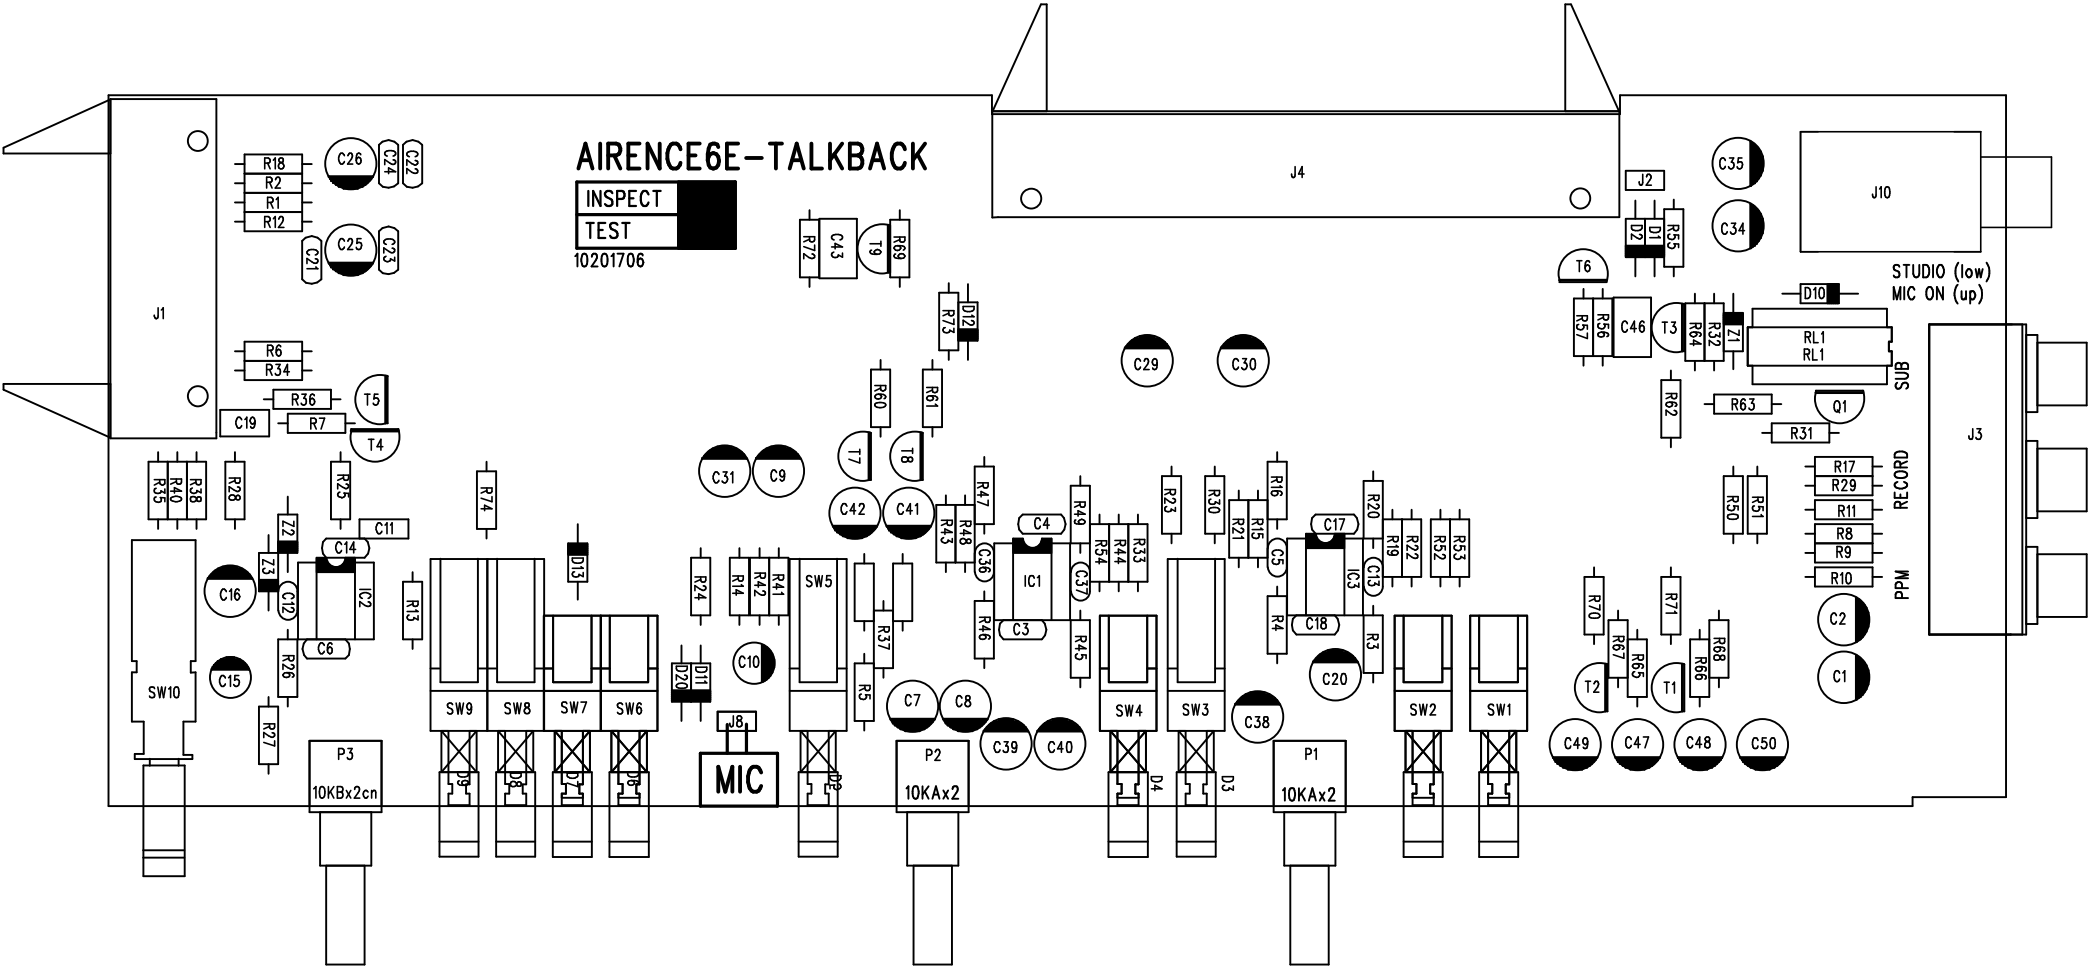 AIRENCE6E-TALKBACK
INSPECT
TEST
10201706
J1
R18
R2
R1
R12
C26
C24
C22
C21
C25
C23
R6
R34
R36
R7
C19
T5
T4
R35
R40
R38
R28
R25
C11
Z2
Z3
C14
C16
C12
IC2
R13
C6
R26
C15
SW10
R27
P3
10KBx2cn
R74
D13
SW9
SW8
SW7
SW6
D9
D8
D7
D6
R72
C43
T9
R69
R73
D12
R60
R61
T7
T8
C31
C9
C42
C41
R24
R14
R42
R41
SW5
R37
R5
D20
D11
C10
J8
MIC
D2
C7
C8
P2
10KAx2
C39
C40
J4
C29
C30
R47
R43
R48
C36
C4
IC1
R49
C37
C3
R46
R45
R54
R44
R33
R23
R30
R21
R15
R16
C5
C17
IC3
R20
C13
R19
R22
R52
R53
R4
C18
R3
C20
C38
SW4
SW3
D4
D3
P1
10KAx2
SW2
SW1
J2
D2
D1
R55
C35
C34
J10
STUDIO (low)
MIC ON (up)
T6
R57
R56
C46
T3
R64
R32
Z1
D10
RL1
RL1
SUB
R62
R63
Q1
R31
J3
R50
R51
R17
R29
R11
R8
R9
R10
RECORD
PPM
R70
R67
R65
R71
R66
R68
T2
T1
C2
C1
C49
C47
C48
C50